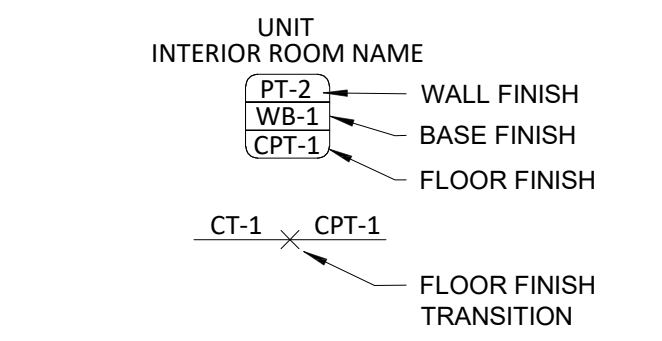 UNIT
INTERIOR ROOM NAME
PT-2
WALL FINISH
WB-1
BASE FINISH
CPT-1
FLOOR FINISH
CT-1 CPT-1
FLOOR FINISH
TRANSITION